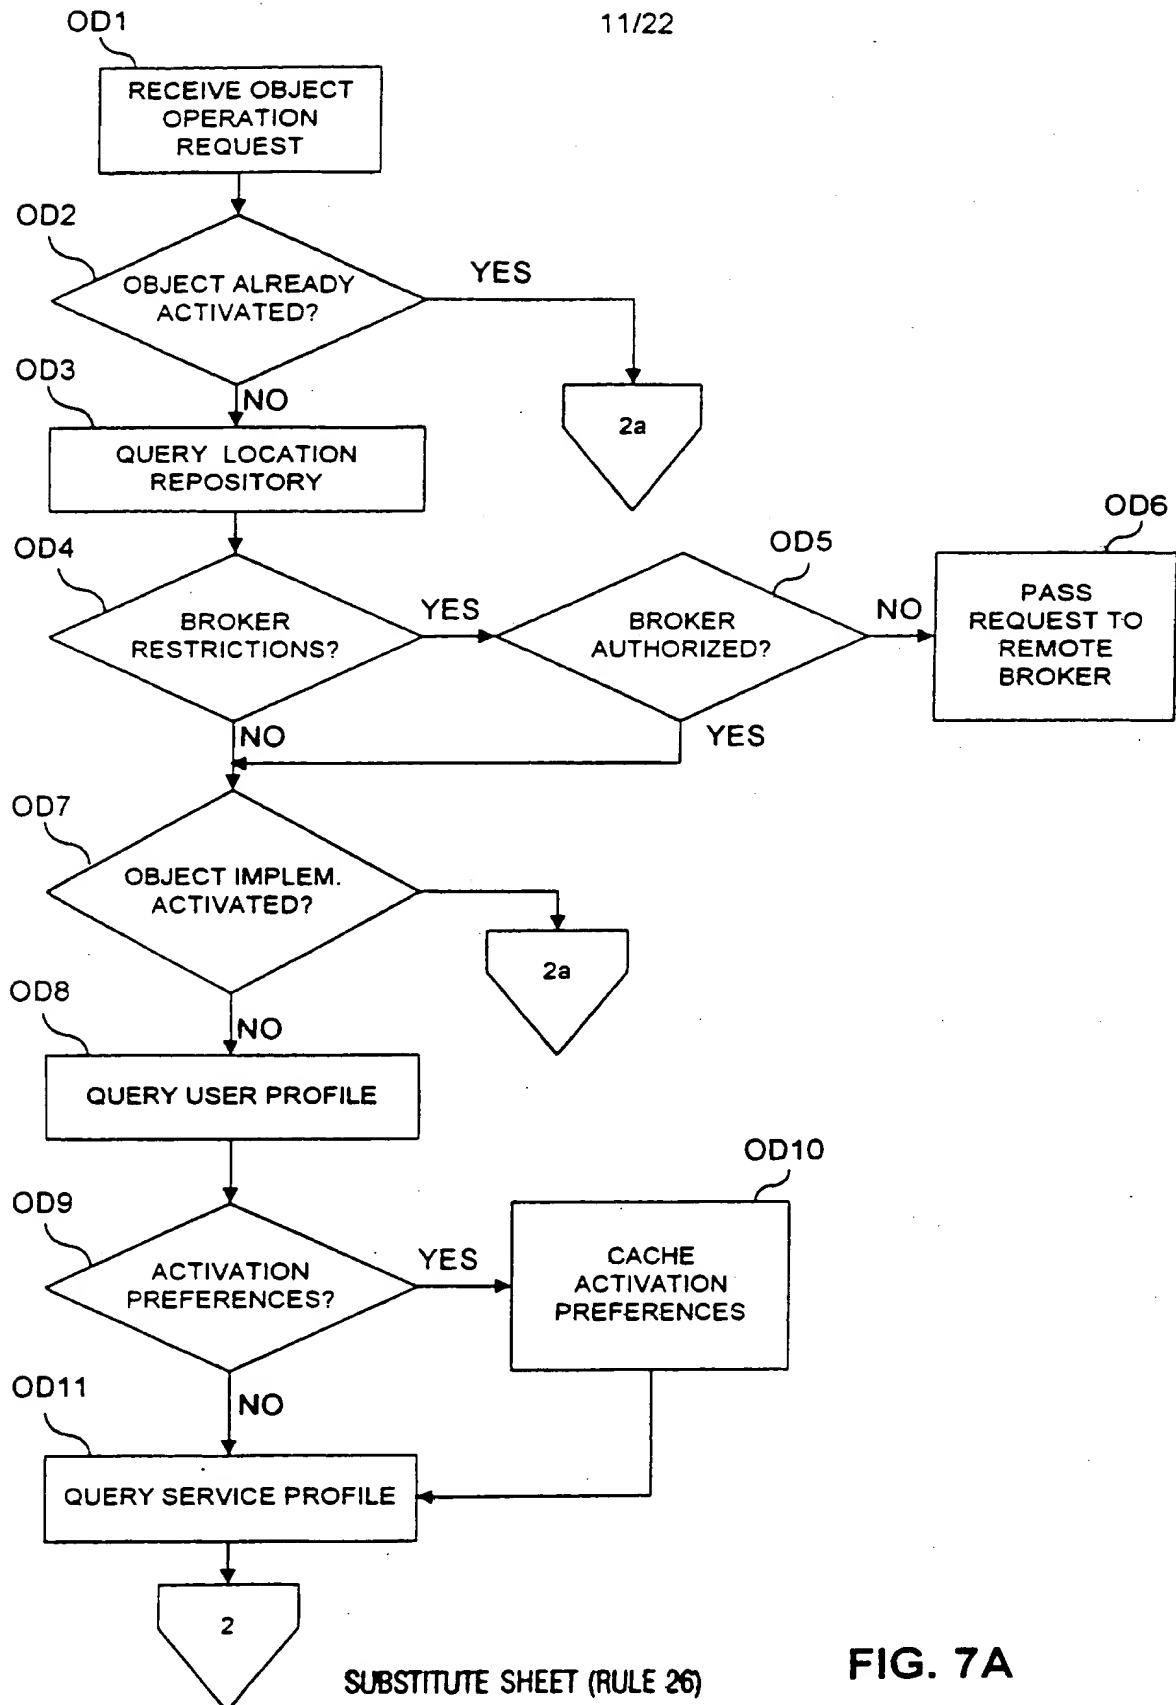 OD1
11/22
RECEIVE OBJECT
OPERATION
REQUEST
OD2
OBJECT ALREADY
ACTIVATED?
YES
NO
2a
OD3
QUERY LOCATION
REPOSITORY
OD4
BROKER
RESTRICTIONS?
YES
NO
OD5
BROKER
AUTHORIZED?
NO
YES
OD6
PASS
REQUEST TO
REMOTE
BROKER
OD7
OBJECT IMPLEM.
ACTIVATED?
2a
NO
OD8
QUERY USER PROFILE
OD9
ACTIVATION
PREFERENCES?
YES
NO
OD10
CACHE
ACTIVATION
PREFERENCES
OD11
QUERY SERVICE PROFILE
2
SUBSTITUTE SHEET (RULE 26)
FIG. 7A